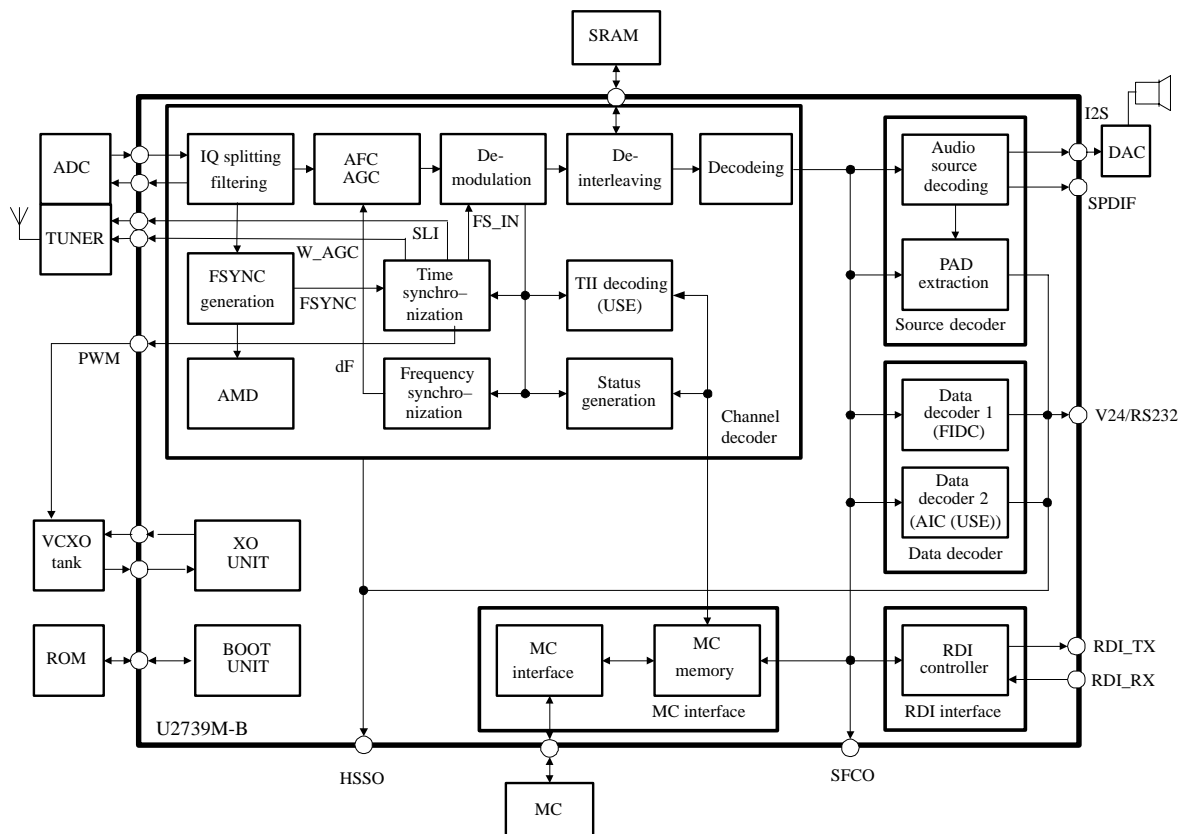 SRAM
I2S
ADC
IQ splitting
filtering
AFC
AGC
De-
modulation
De-
interleaving
Decodeing
Audio
source
decoding
DAC
SPDIF
TUNER
SLI
FS_IN
W_AGC
FSYNC
generation
FSYNC
Time
synchro–
nization
TII decoding
(USE)
PAD
extraction
Source decoder
PWM
dF
AMD
Frequency
synchro–
nization
Status
generation
Channel
decoder
Data
decoder 1
(FIDC)
V24/RS232
Data
decoder 2
(AIC (USE))
Data decoder
VCXO
tank
XO
UNIT
ROM
BOOT
UNIT
MC
interface
MC
memory
MC interface
RDI
controller
RDI interface
RDI_TX
RDI_RX
U2739M-B
HSSO
SFCO
MC